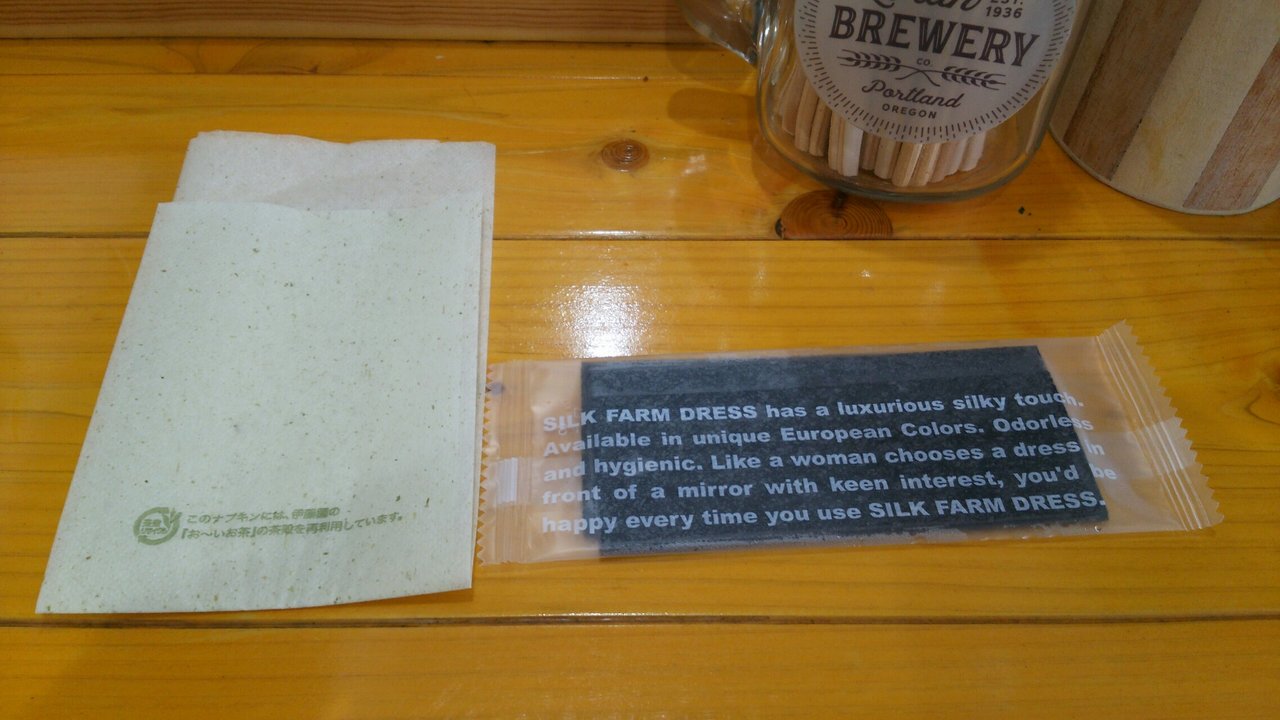 EST.
1936
BREWERY
CO.
Portland
OREGON
SILK FARM DRESS has a luxurious silky touch.
Available in unique European Colors. Odorless
and hygienic. Like a woman chooses a dress in
front of a mirror with keen interest, you'd be
happy every time you use SILK FARM DRESS.
このナプキンには、伊藤園の
『お〜いお茶』の茶殻を再利用しています。